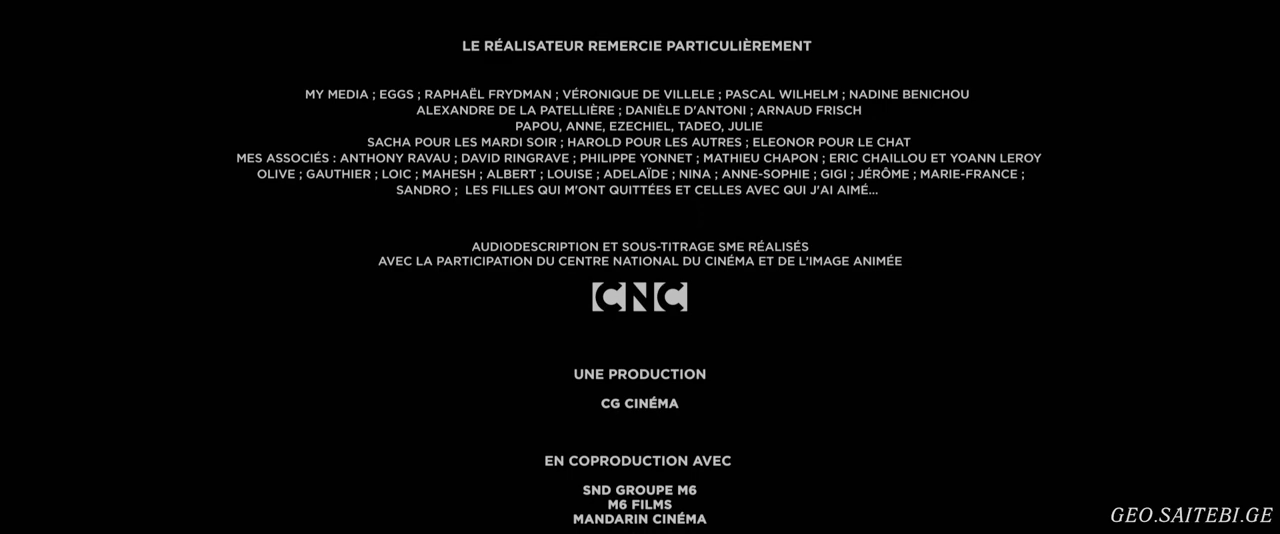 LE RÉALISATEUR REMERCIE PARTICULIÈREMENT
MY MEDIA ; EGGS ; RAPHAËL FRYDMAN ; VÉRONIQUE DE VILLELE ; PASCAL WILHELM ; NADINE BENICHOU
ALEXANDRE DE LA PATELLIÈRE ; DANIÈLE D'ANTONI ; ARNAUD FRISCH
PAPOU, ANNE, EZECHIEL, TADEO, JULIE
SACHA POUR LES MARDI SOIR ; HAROLD POUR LES AUTRES ; ELEONOR POUR LE CHAT
MES ASSOCIÉS : ANTHONY RAVAU ; DAVID RINGRAVE ; PHILIPPE YONNET ; MATHIEU CHAPON ; ERIC CHAILLOU ET YOANN LEROY
OLIVE ; GAUTHIER ; LOIC ; MAHESH ; ALBERT ; LOUISE ; ADELAÏDE ; NINA ; ANNE-SOPHIE ; GIGI ; JÉRÔME ; MARIE-FRANCE ;
SANDRO ; LES FILLES QUI M'ONT QUITTÉES ET CELLES AVEC QUI J'AI AIMÉ...
AUDIODESCRIPTION ET SOUS-TITRAGE SME RÉALISÉS
AVEC LA PARTICIPATION DU CENTRE NATIONAL DU CINÉMA ET DE L'IMAGE ANIMÉE
CNC
UNE PRODUCTION
CG CINÉMA
EN COPRODUCTION AVEC
SND GROUPE M6
M6 FILMS
MANDARIN CINÉMA
GEO.SAITEBI.GE